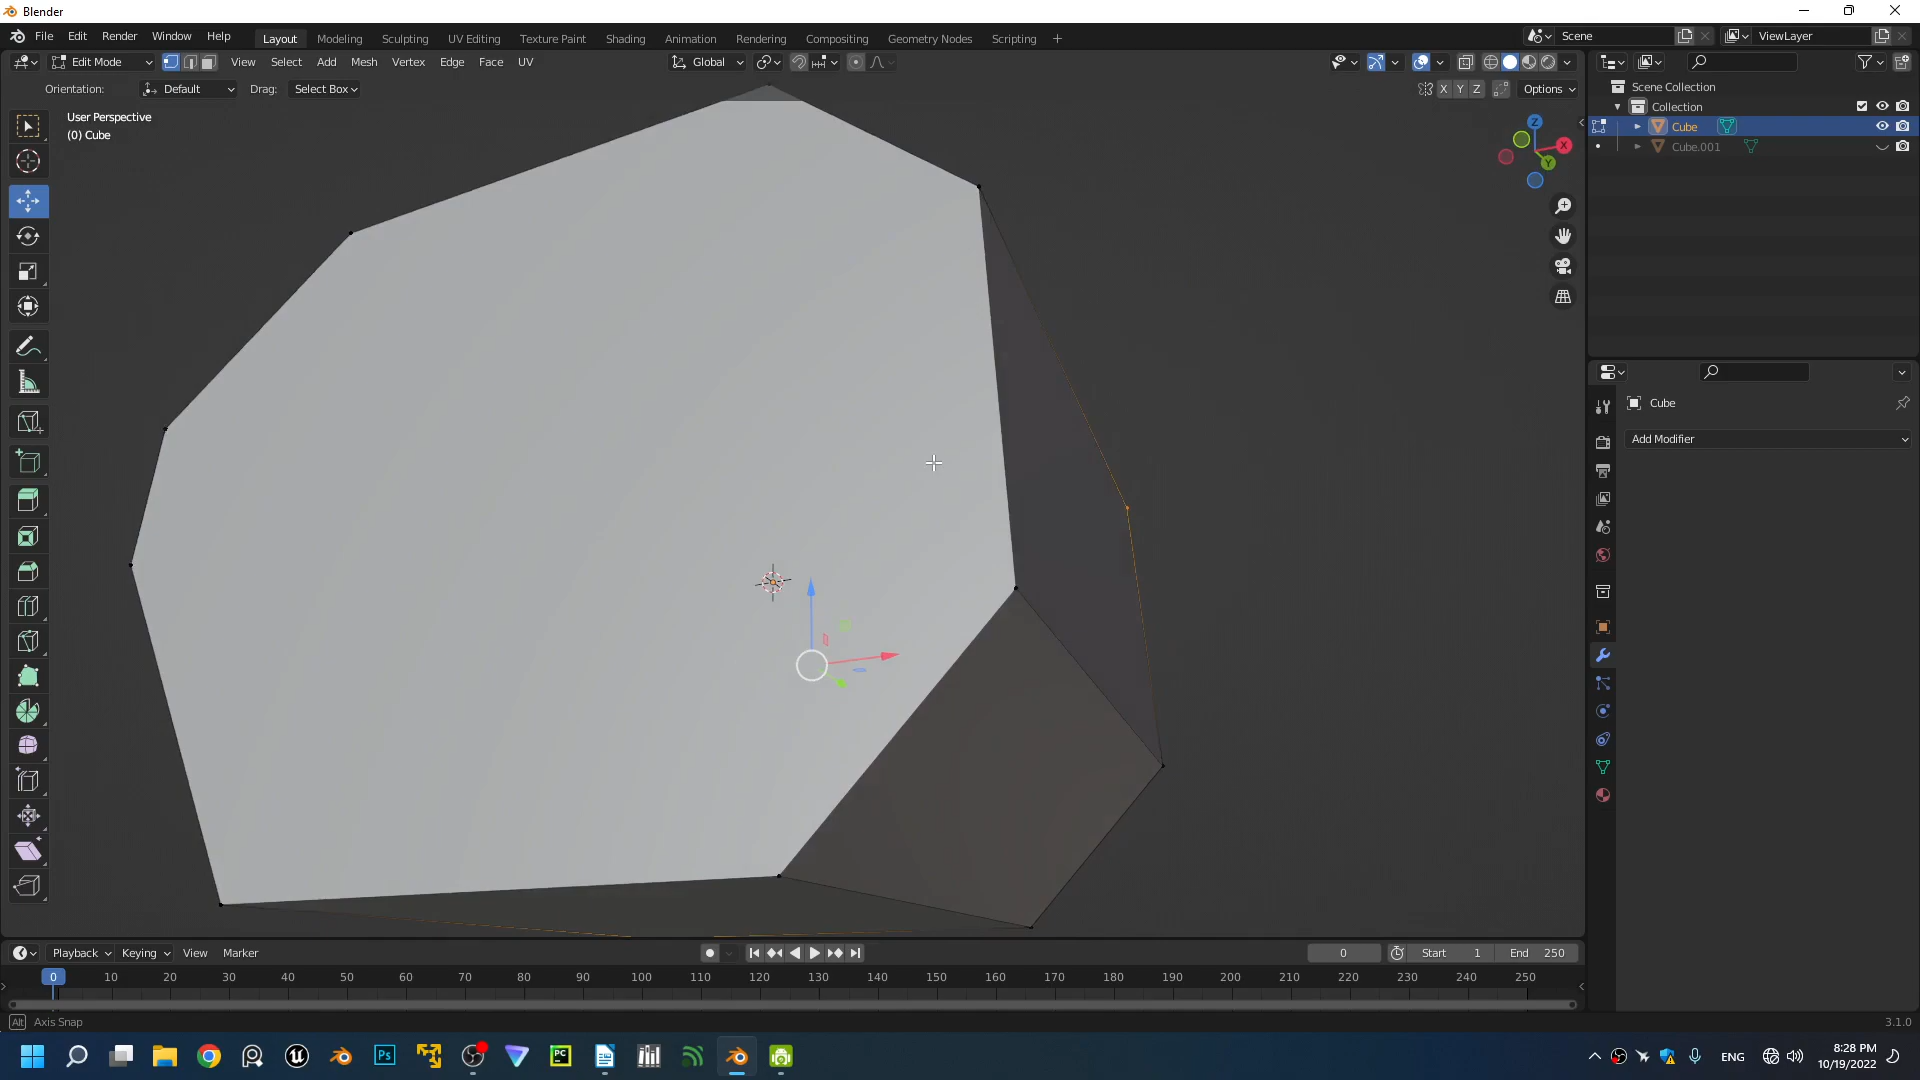 Blender
File Edit Render Window Help
Layout Modeling Sculpting UV Editing Texture Paint Shading Animation Rendering Compositing Geometry Nodes Scripting +
Scene
ViewLayer
Edit Mode
View Select Add Mesh Vertex Edge Face UV
Global
Orientation: Default Drag: Select Box
X Y Z Options
User Perspective
(0) Cube
Z
X
Y
Scene Collection
Collection
Cube
Cube.001
Cube
Add Modifier
Playback Keying View Marker
0 Start 1 End 250
0 10 20 30 40 50 60 70 80 90 100 110 120 130 140 150 160 170 180 190 200 210 220 230 240 250
Alt Axis Snap
3.1.0
Ps
PC
ENG
8:28 PM
10/19/2022